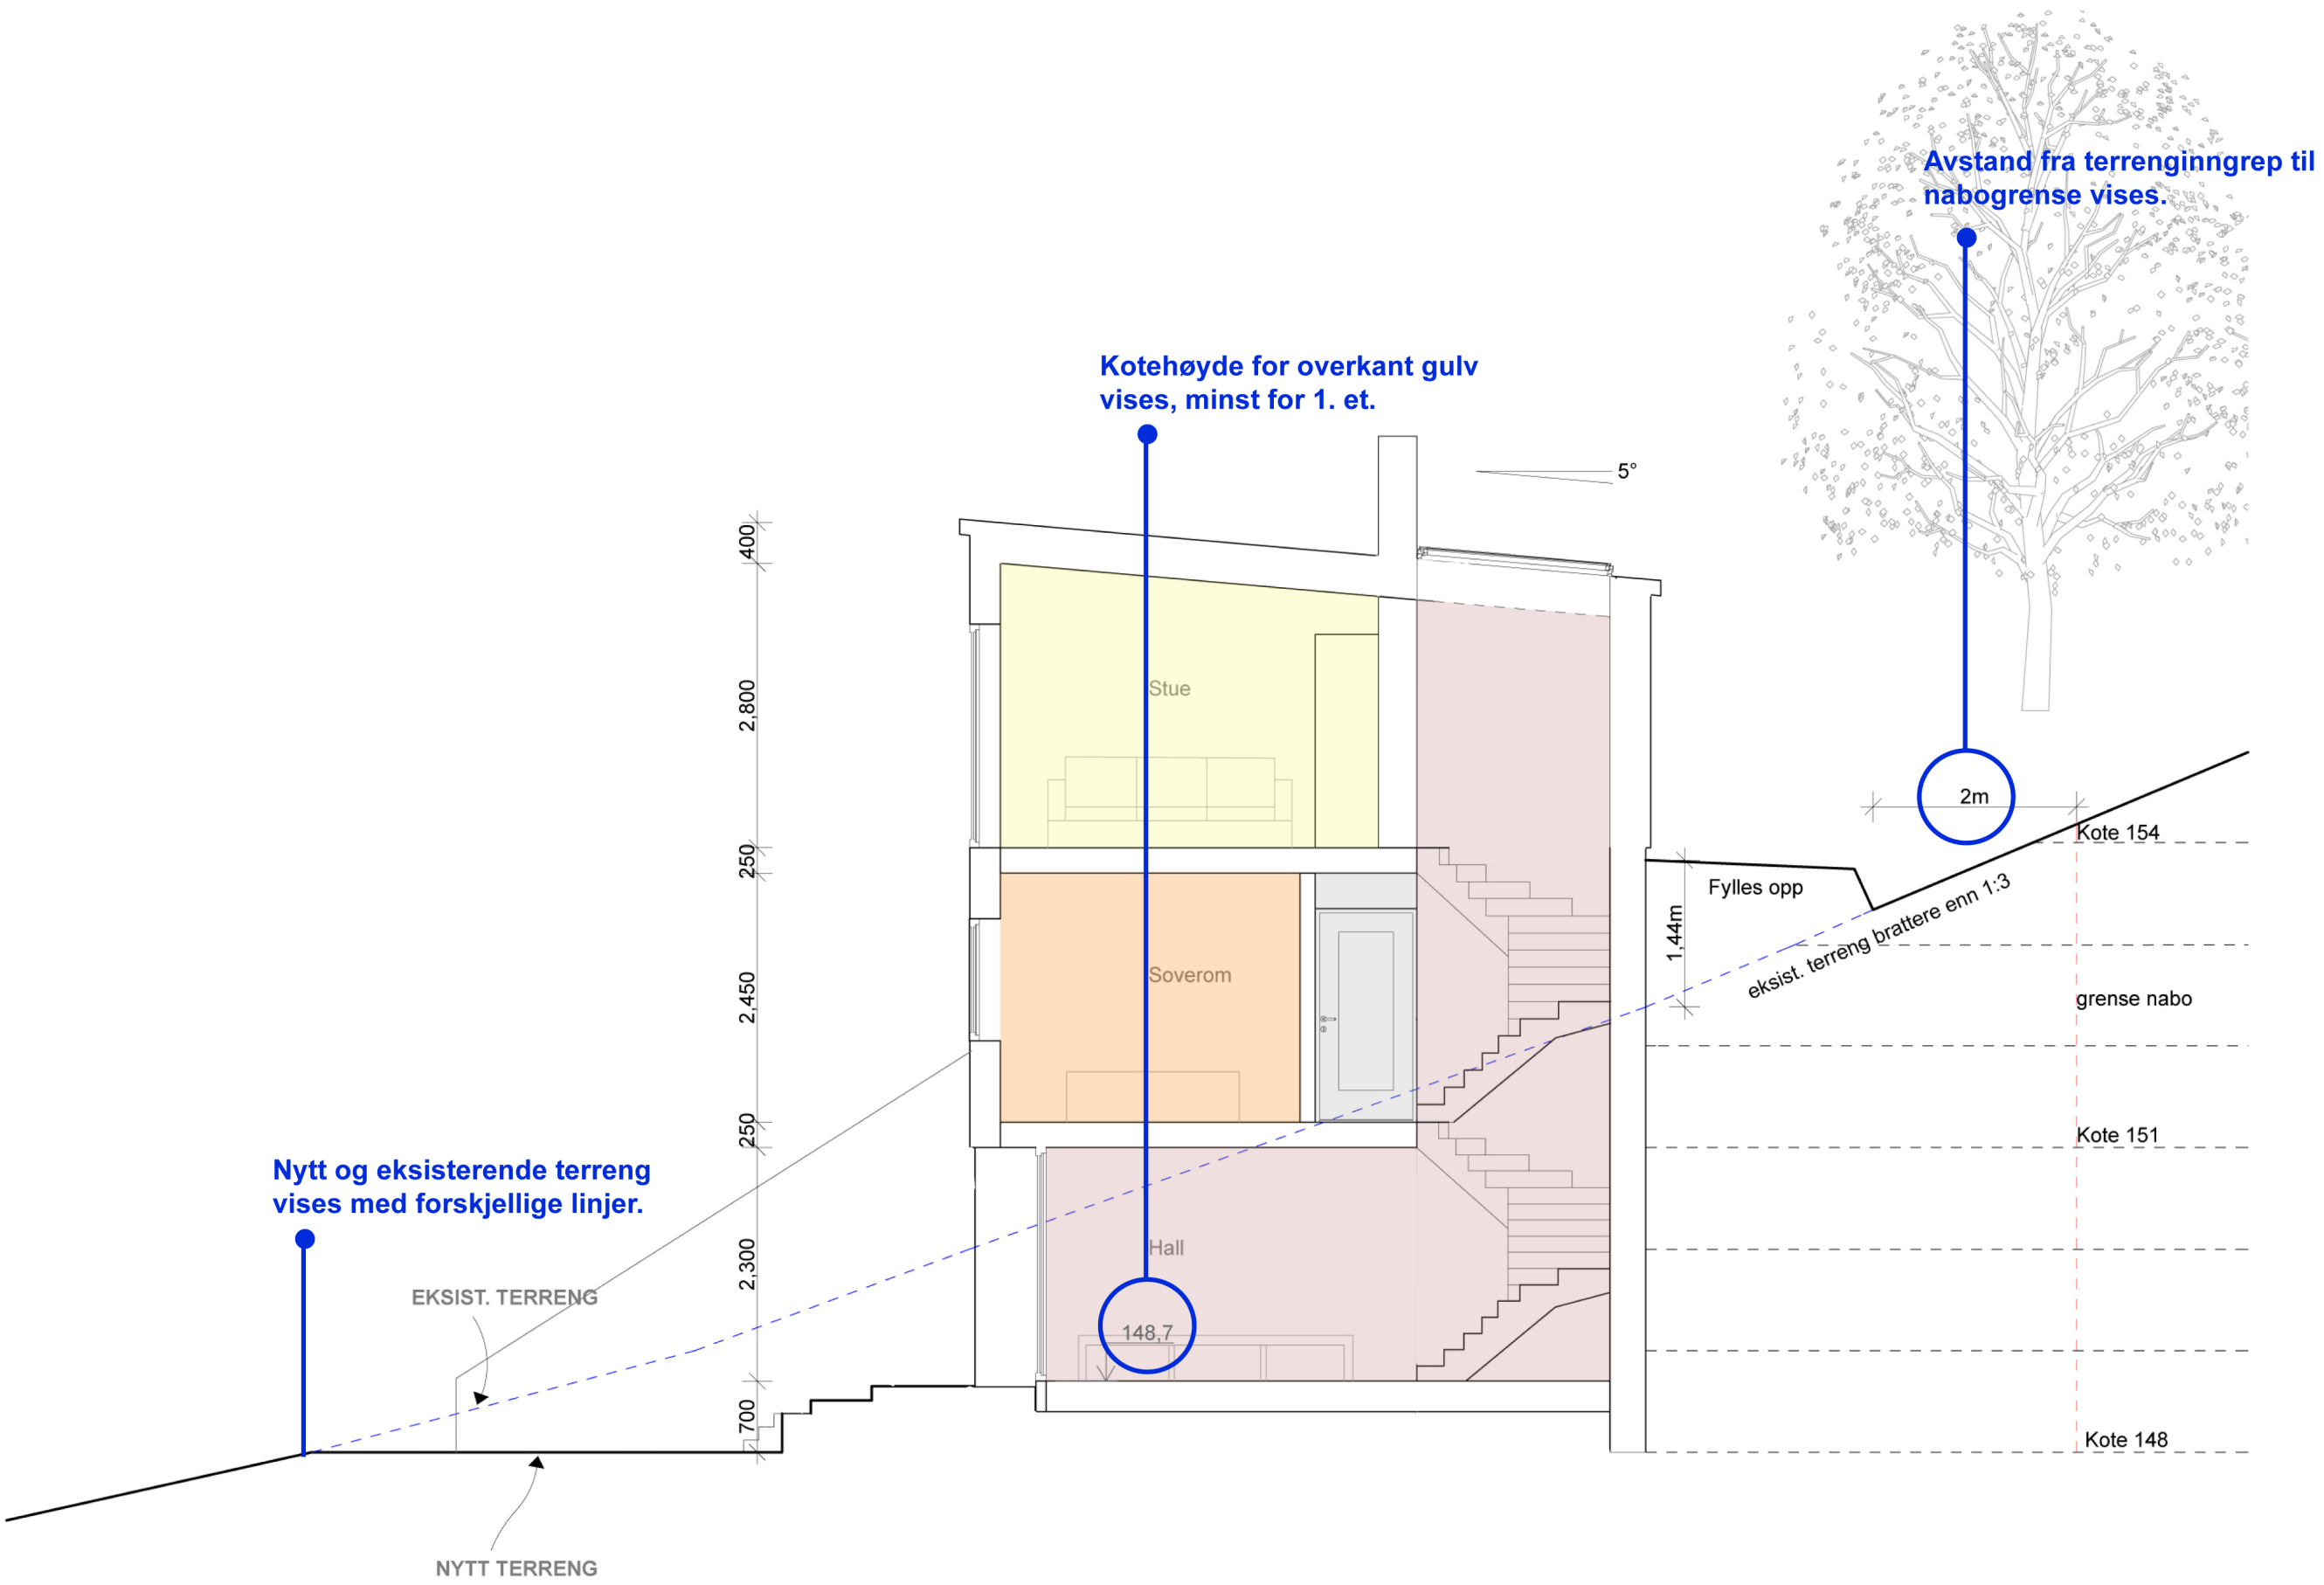 Avstand fra terrenginngrep til
nabogrense vises.
Kotehøyde for overkant gulv
vises, minst for 1. et.
5°
400
2,800
Stue
2m
Kote 154
250
Fylles opp
eksist. terreng brattere enn 1:3
1,44m
2,450
Soverom
grense nabo
250
Kote 151
Nytt og eksisterende terreng
vises med forskjellige linjer.
2,300
Hall
EKSIST. TERRENG
148,7
700
Kote 148
NYTT TERRENG